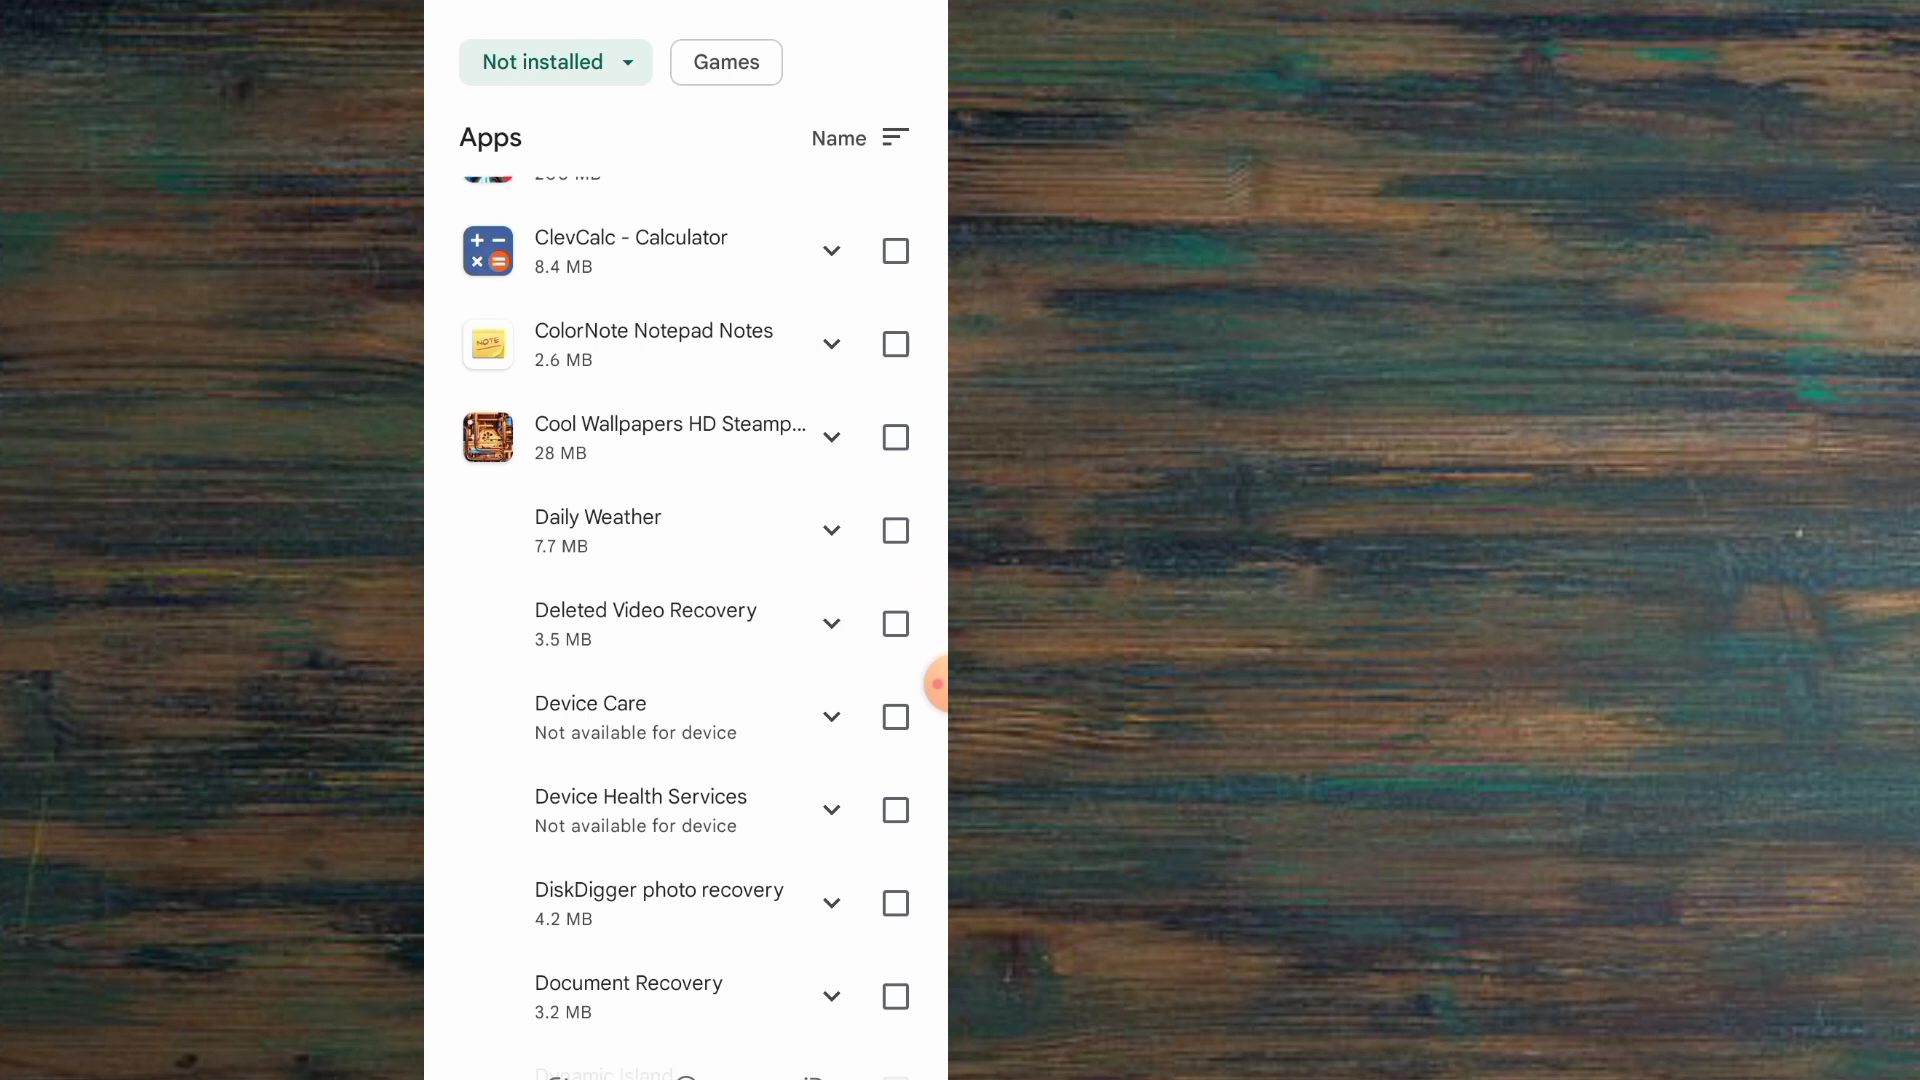 Not installed
Games
Apps
Name
ClevCalc - Calculator
8.4 MB
NOTE
ColorNote Notepad Notes
2.6 MB
Cool Wallpapers HD Steamp...
28 MB
Daily Weather
7.7 MB
Deleted Video Recovery
3.5 MB
Device Care
Not available for device
Device Health Services
Not available for device
DiskDigger photo recovery
4.2 MB
Document Recovery
3.2 MB
Dynamic Island